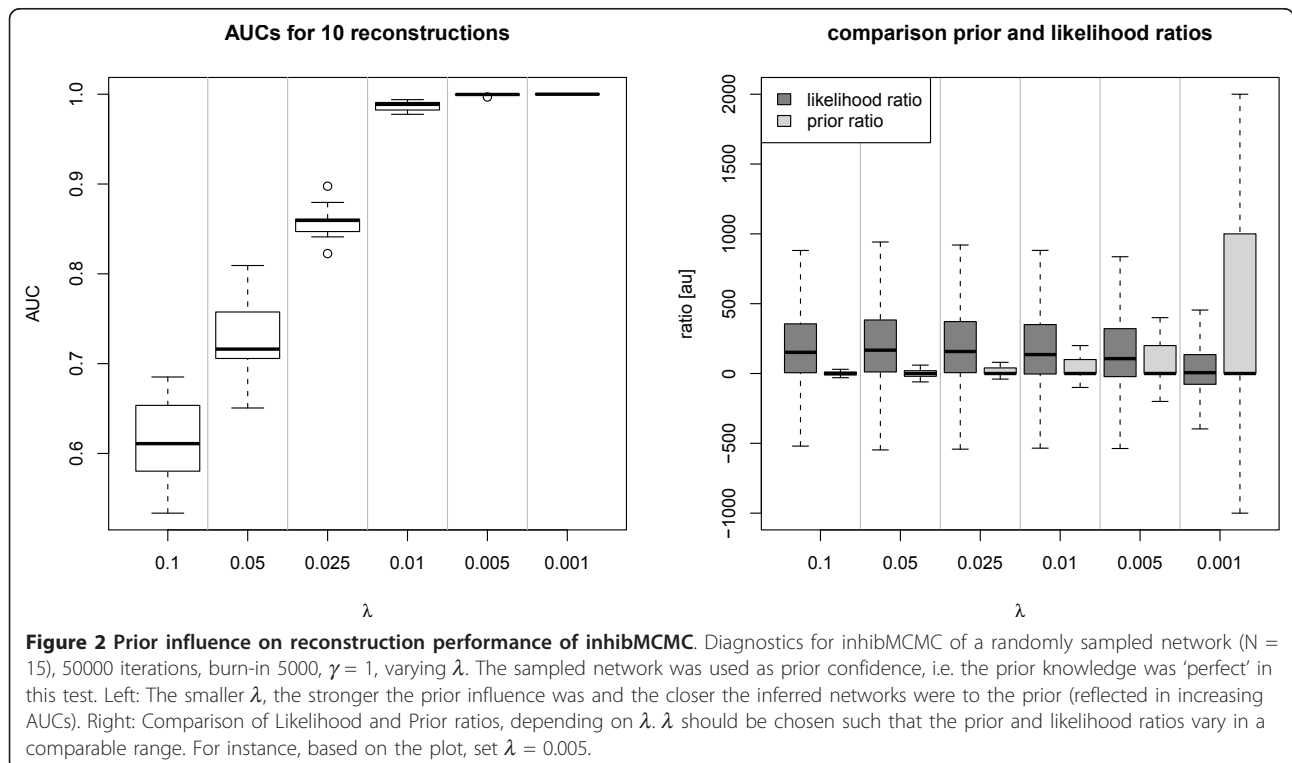 AUCs for 10 reconstructions
AUC
1.0
0.9
0.8
0.7
0.6
0.1 0.05 0.025 0.01 0.005 0.001
λ
comparison prior and likelihood ratios
likelihood ratio
prior ratio
ratio [au]
2000
1500
1000
500
0
−500
−1000
0.1 0.05 0.025 0.01 0.005 0.001
λ
Figure 2 Prior influence on reconstruction performance of inhibMCMC. Diagnostics for inhibMCMC of a randomly sampled network (N =
15), 50000 iterations, burn-in 5000, γ = 1, varying λ. The sampled network was used as prior confidence, i.e. the prior knowledge was ‘perfect’ in
this test. Left: The smaller λ, the stronger the prior influence was and the closer the inferred networks were to the prior (reflected in increasing
AUCs). Right: Comparison of Likelihood and Prior ratios, depending on λ. λ should be chosen such that the prior and likelihood ratios vary in a
comparable range. For instance, based on the plot, set λ = 0.005.